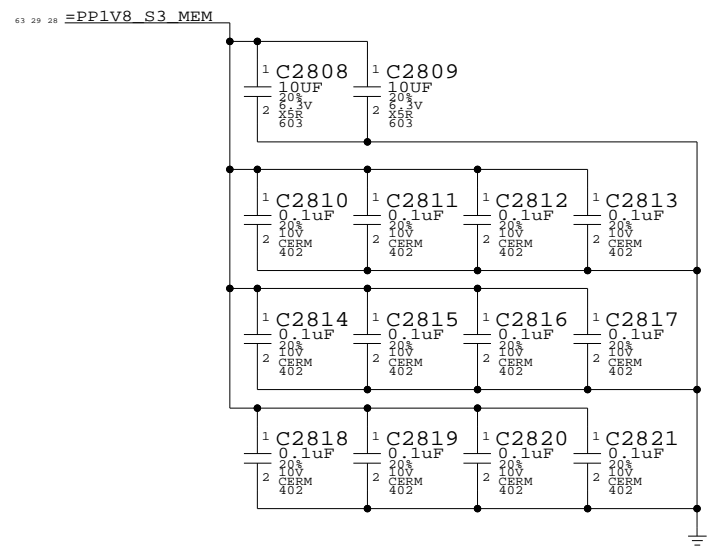 63 29 28 =PP1V8_S3_MEM
1 C2808 1 C2809
10UF 10UF
20% 20%
6.3V 6.3V
2 X5R 2 X5R
603 603
1 C2810 1 C2811 1 C2812 1 C2813
0.1uF 0.1uF 0.1uF 0.1uF
20% 20% 20% 20%
10V 10V 10V 10V
2 CERM 2 CERM 2 CERM 2 CERM
402 402 402 402
1 C2814 1 C2815 1 C2816 1 C2817
0.1uF 0.1uF 0.1uF 0.1uF
20% 20% 20% 20%
10V 10V 10V 10V
2 CERM 2 CERM 2 CERM 2 CERM
402 402 402 402
1 C2818 1 C2819 1 C2820 1 C2821
0.1uF 0.1uF 0.1uF 0.1uF
20% 20% 20% 20%
10V 10V 10V 10V
2 CERM 2 CERM 2 CERM 2 CERM
402 402 402 402